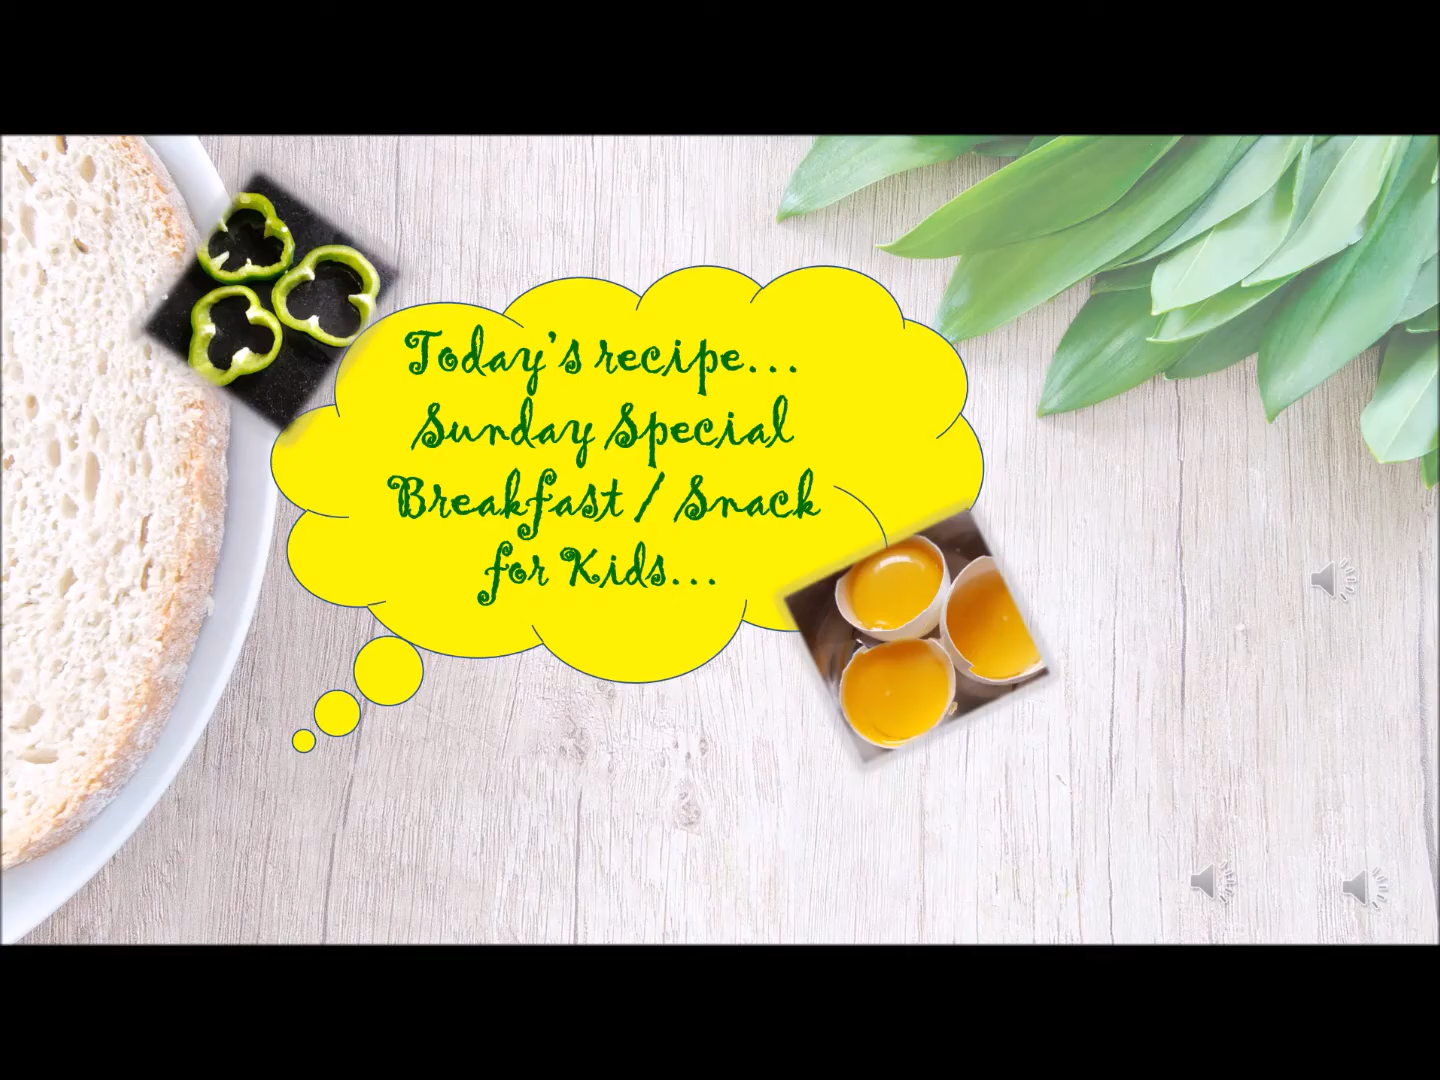 Today's recipe...
Sunday Special
Breakfast / Snack
for Kids...